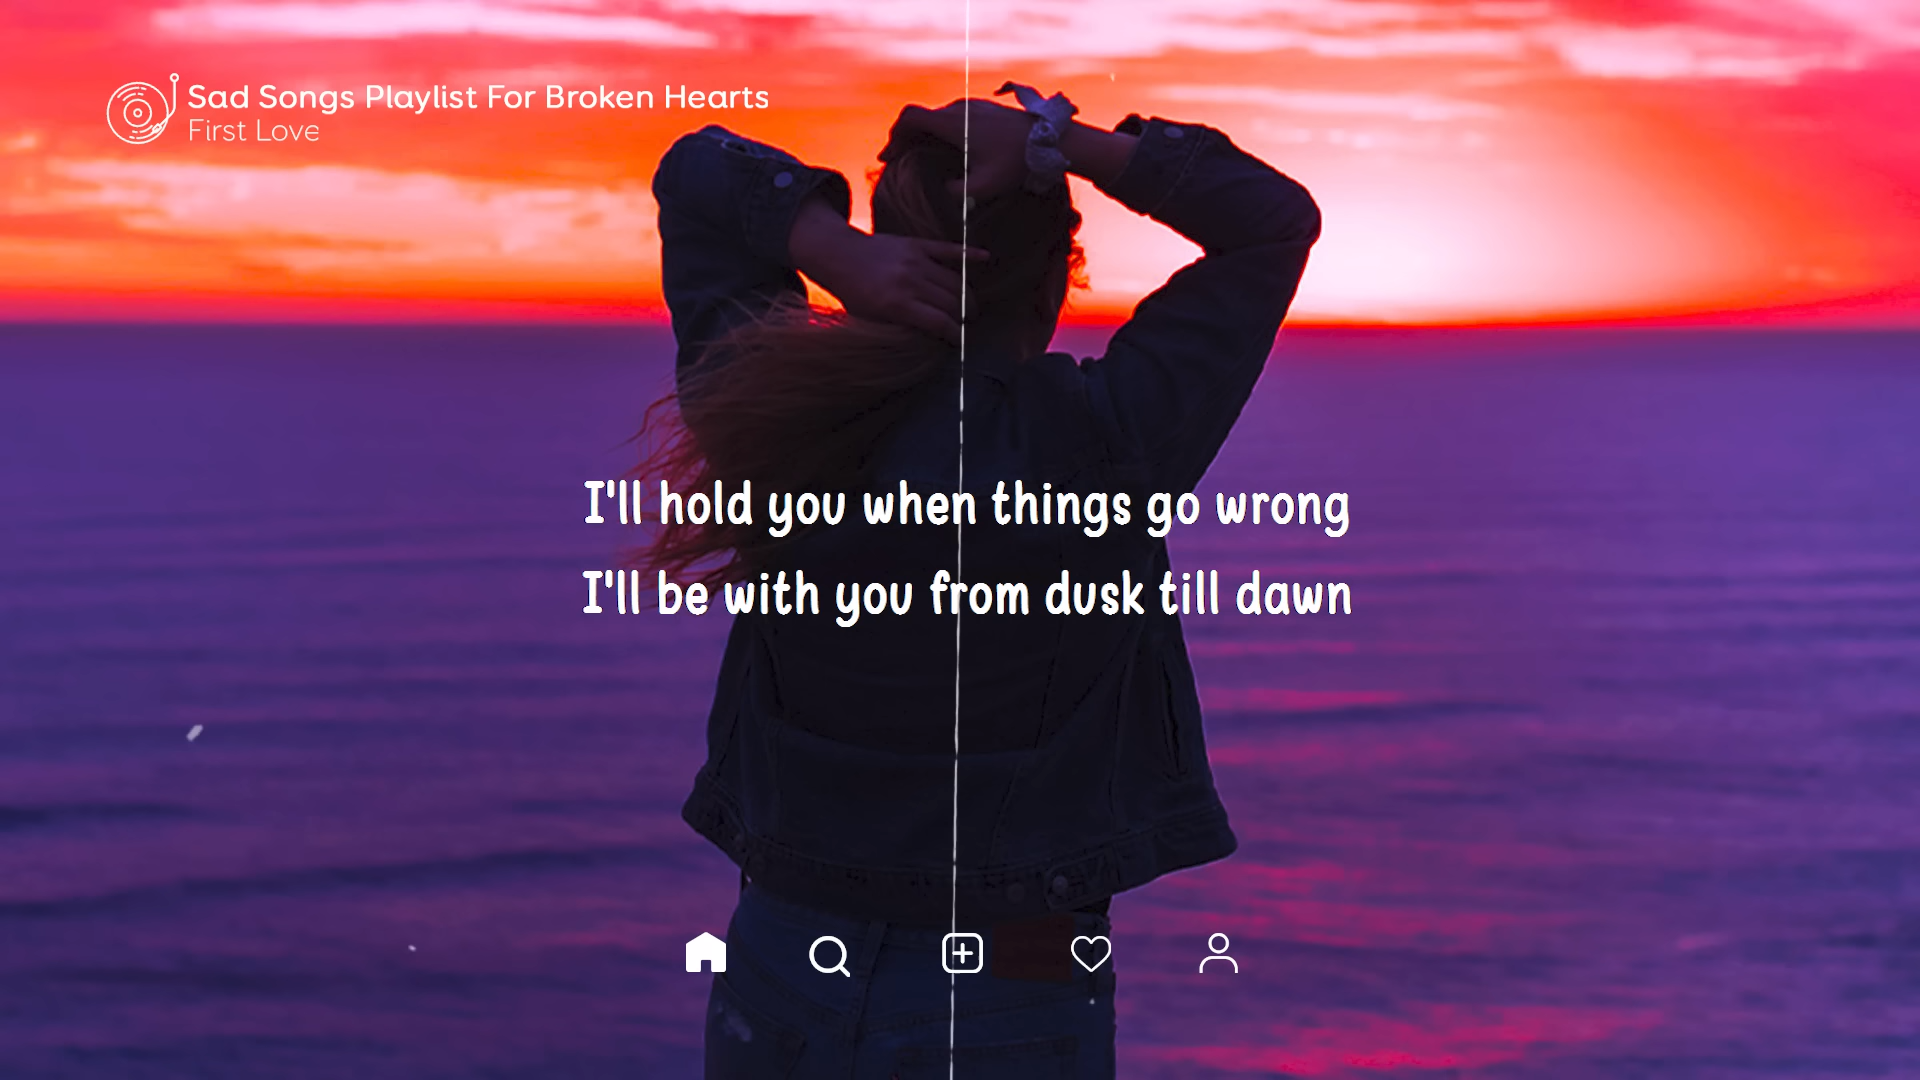 Sad Songs Playlist For Broken Hearts
First Love
I'll hold you when things go wrong
I'll be with you from dusk till dawn